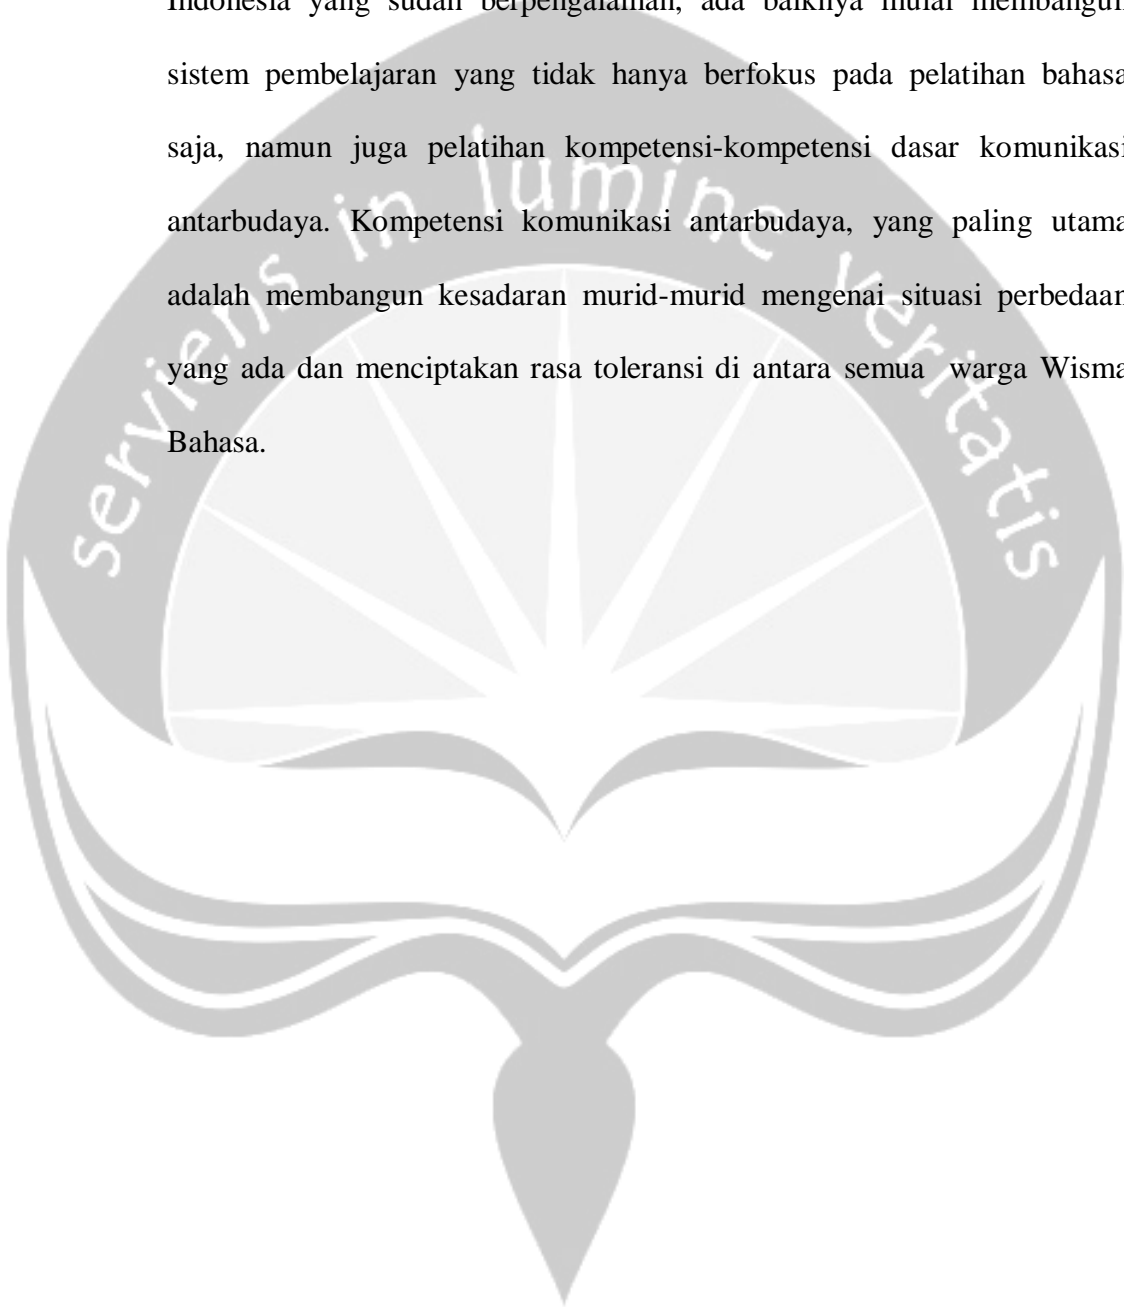 Indonesia yang sudah berpengalaman, ada baiknya mulai membangun
sistem pembelajaran yang tidak hanya berfokus pada pelatihan bahasa
saja, namun juga pelatihan kompetensi-kompetensi dasar komunikasi
antarbudaya. Kompetensi komunikasi antarbudaya, yang paling utama
adalah membangun kesadaran murid-murid mengenai situasi perbedaan
yang ada dan menciptakan rasa toleransi di antara semua warga Wisma
Bahasa.
serviens in lumine veritatis